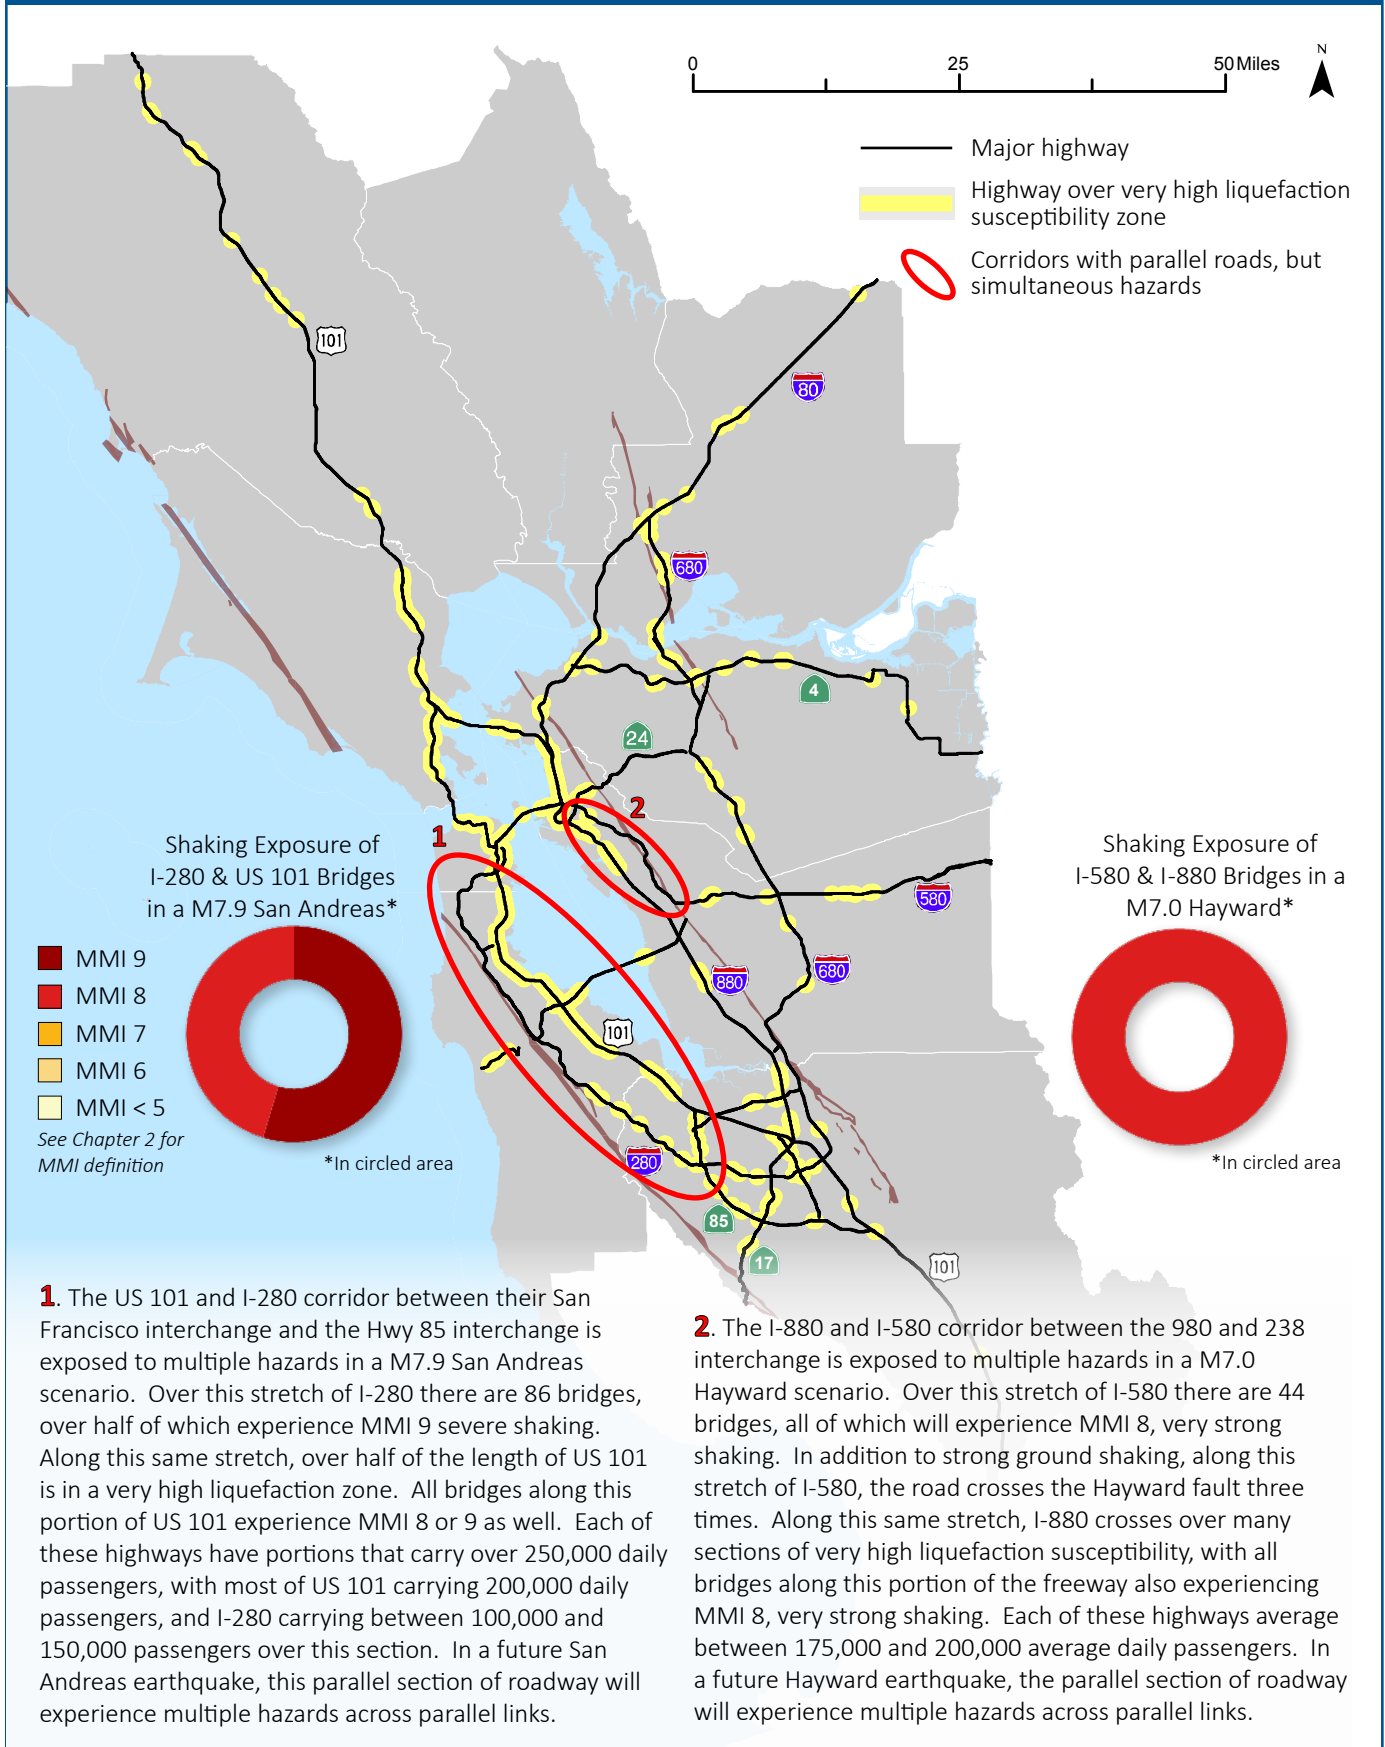 0 25 50 Miles
N
Major highway
Highway over very high liquefaction
susceptibility zone
Corridors with parallel roads, but
simultaneous hazards
101
80
680
4
24
2
1
Shaking Exposure of
I-280 & US 101 Bridges
in a M7.9 San Andreas*
MMI 9
MMI 8
MMI 7
MMI 6
MMI < 5
See Chapter 2 for
MMI definition
*In circled area
Shaking Exposure of
I-580 & I-880 Bridges in a
M7.0 Hayward*
*In circled area
580
680
880
101
280
85
17
101
1. The US 101 and I-280 corridor between their San
Francisco interchange and the Hwy 85 interchange is
exposed to multiple hazards in a M7.9 San Andreas
scenario. Over this stretch of I-280 there are 86 bridges,
over half of which experience MMI 9 severe shaking.
Along this same stretch, over half of the length of US 101
is in a very high liquefaction zone. All bridges along this
portion of US 101 experience MMI 8 or 9 as well. Each of
these highways have portions that carry over 250,000 daily
passengers, with most of US 101 carrying 200,000 daily
passengers, and I-280 carrying between 100,000 and
150,000 passengers over this section. In a future San
Andreas earthquake, this parallel section of roadway will
experience multiple hazards across parallel links.
2. The I-880 and I-580 corridor between the 980 and 238
interchange is exposed to multiple hazards in a M7.0
Hayward scenario. Over this stretch of I-580 there are 44
bridges, all of which will experience MMI 8, very strong
shaking. In addition to strong ground shaking, along this
stretch of I-580, the road crosses the Hayward fault three
times. Along this same stretch, I-880 crosses over many
sections of very high liquefaction susceptibility, with all
bridges along this portion of the freeway also experiencing
MMI 8, very strong shaking. Each of these highways average
between 175,000 and 200,000 average daily passengers. In
a future Hayward earthquake, the parallel section of roadway
will experience multiple hazards across parallel links.